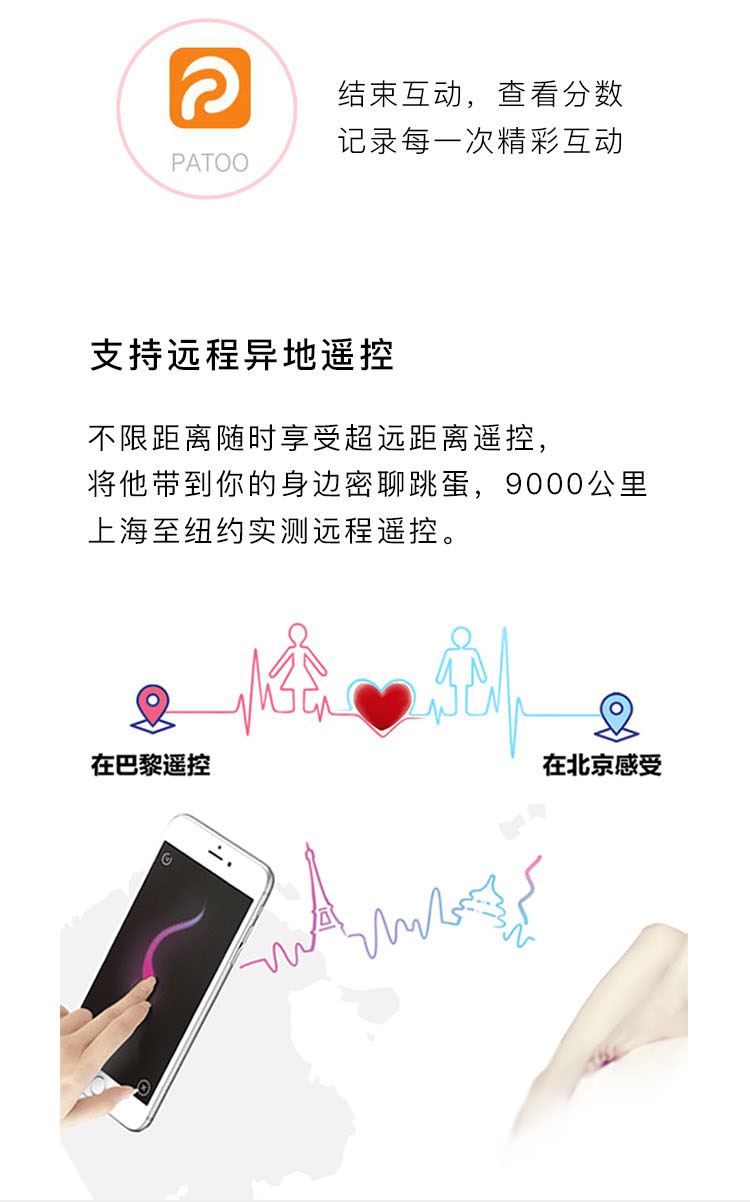 PATOO
结束互动，查看分数
记录每一次精彩互动
支持远程异地遥控
不限距离随时享受超远距离遥控，
将他带到你的身边密聊跳蛋，9000公里
上海至纽约实测远程遥控。
在巴黎遥控
在北京感受